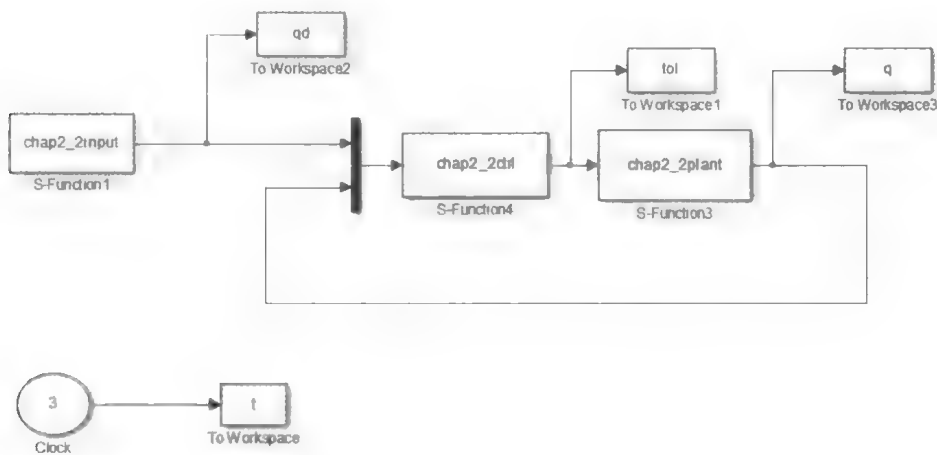 qd
To Workspace2
tol
To Workspace1
q
To Workspace3
chap2_2input
S-Function1
chap2_2ctrl
S-Function4
chap2_2plant
S-Function3
3
Clock
t
To Workspace